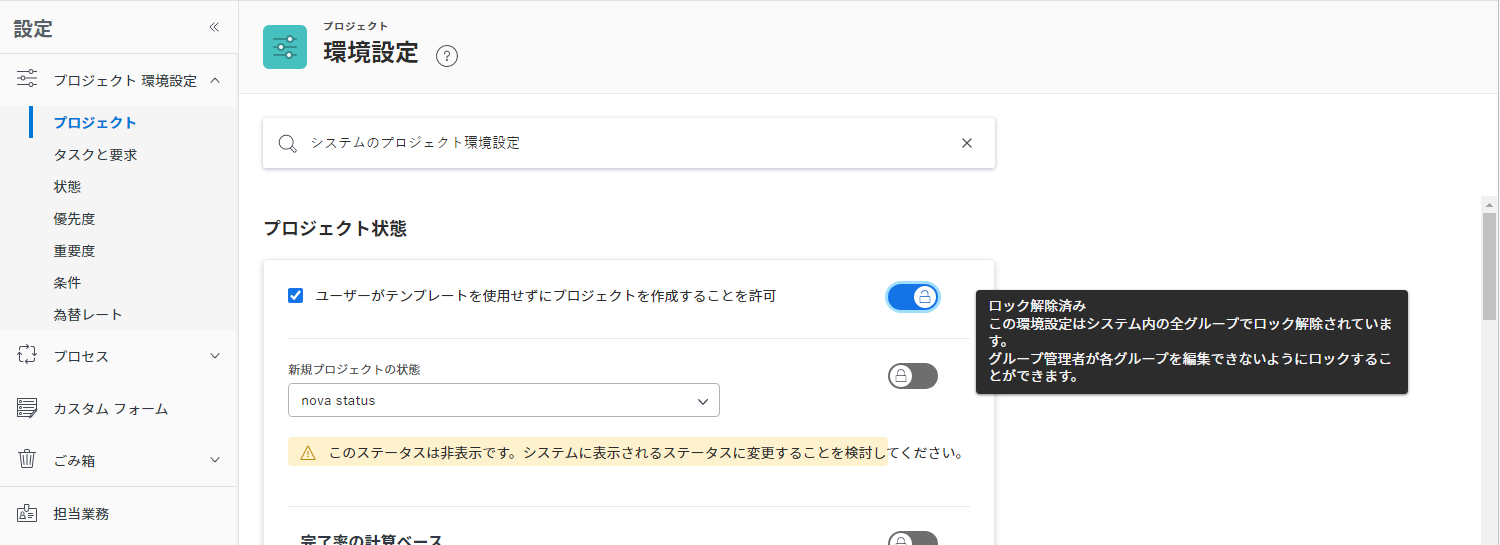 設定
プロジェクト 環境設定
プロジェクト
タスクと要求
状態
優先度
重要度
条件
為替レート
プロセス
カスタム フォーム
ごみ箱
担当業務
プロジェクト
環境設定
?
システムのプロジェクト環境設定
プロジェクト状態
ユーザーがテンプレートを使用せずにプロジェクトを作成することを許可
ロック解除済み
この環境設定はシステム内の全グループでロック解除されていま
す。
グループ管理者が各グループを編集できないようにロックするこ
とができます。
新規プロジェクトの状態
nova status
このステータスは非表示です。システムに表示されるステータスに変更することを検討してください。
完了率の計算ベース